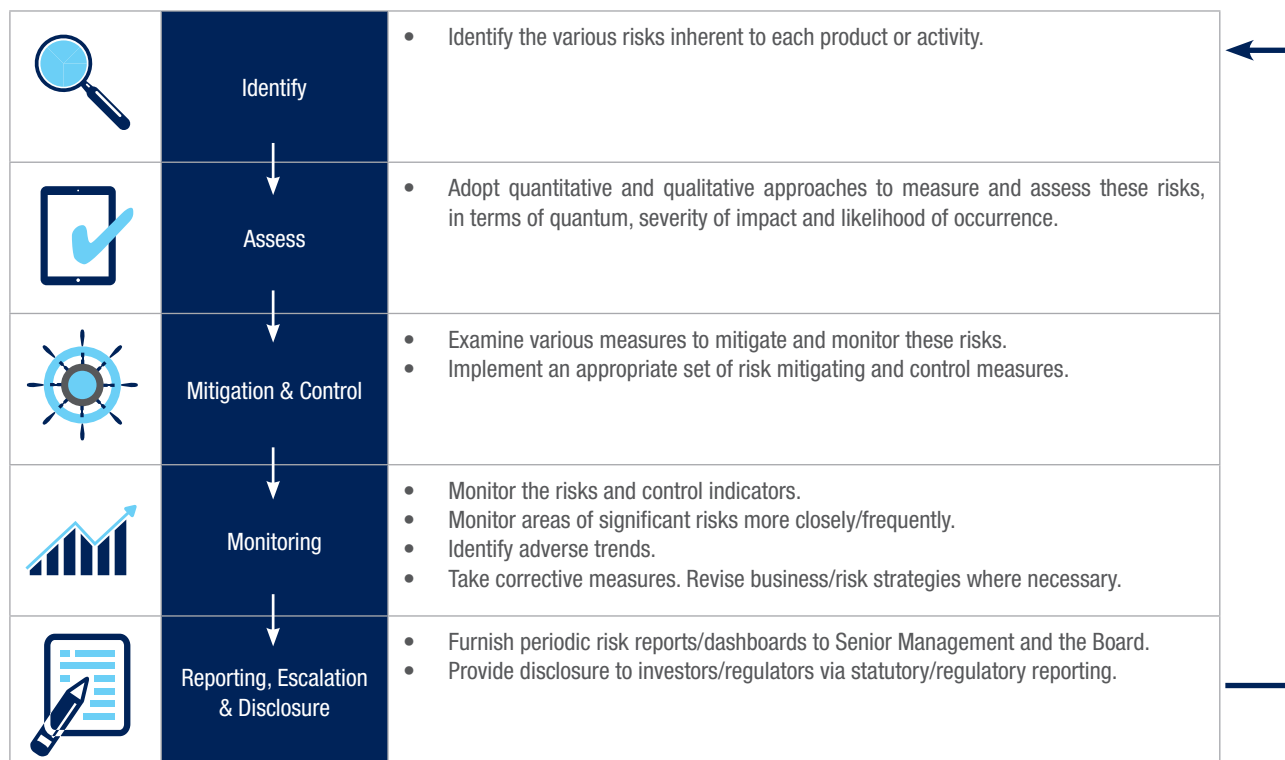 Identify
• Identify the various risks inherent to each product or activity.
Assess
• Adopt quantitative and qualitative approaches to measure and assess these risks,
in terms of quantum, severity of impact and likelihood of occurrence.
Mitigation & Control
• Examine various measures to mitigate and monitor these risks.
• Implement an appropriate set of risk mitigating and control measures.
Monitoring
• Monitor the risks and control indicators.
• Monitor areas of significant risks more closely/frequently.
• Identify adverse trends.
• Take corrective measures. Revise business/risk strategies where necessary.
Reporting, Escalation
& Disclosure
• Furnish periodic risk reports/dashboards to Senior Management and the Board.
• Provide disclosure to investors/regulators via statutory/regulatory reporting.